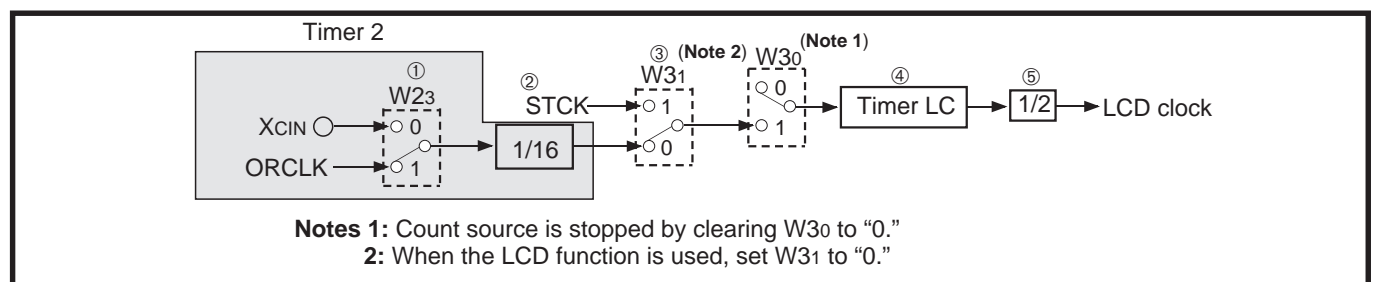 Timer 2
① W23 0 1
XCIN
ORCLK
② 1/16
STCK
③ (Note 2) W31 1 0
W30 (Note 1) 0 1
④ Timer LC
⑤ 1/2
LCD clock
Notes 1: Count source is stopped by clearing W30 to “0.”
2: When the LCD function is used, set W31 to “0.”